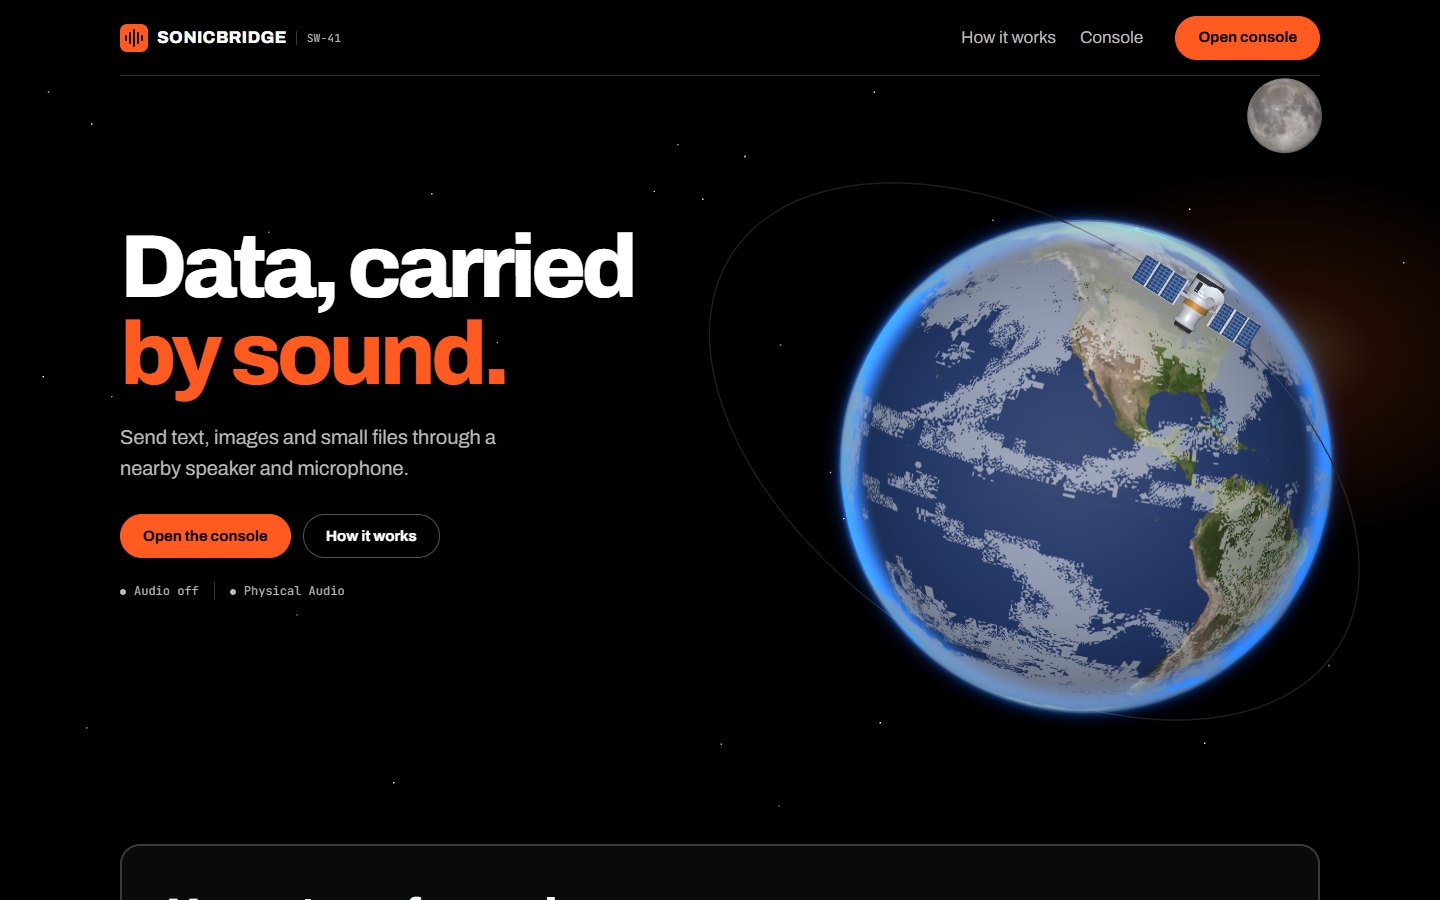 SONICBRIDGE SW-41
How it works Console Open console
Data, carried
by sound.
Send text, images and small files through a
nearby speaker and microphone.
Open the console How it works
Audio off Physical Audio